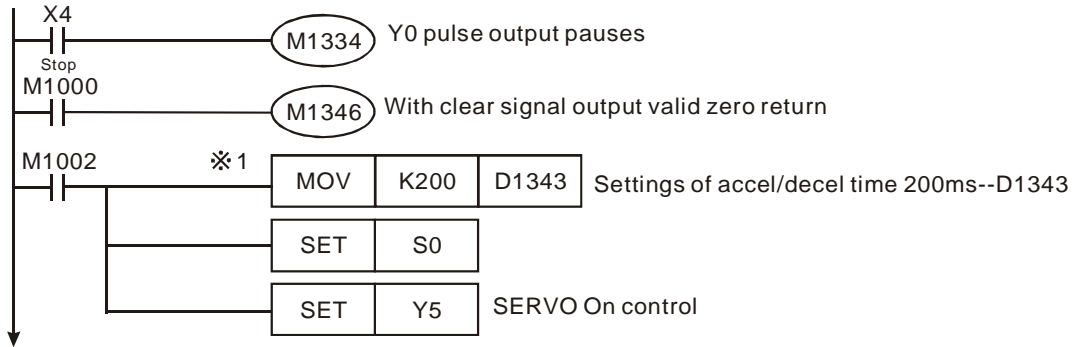 X4
M1334 Y0 pulse output pauses
Stop
M1000
M1346 With clear signal output valid zero return
M1002 ※1 MOV K200 D1343 Settings of accel/decel time 200ms--D1343
SET S0
SET Y5 SERVO On control